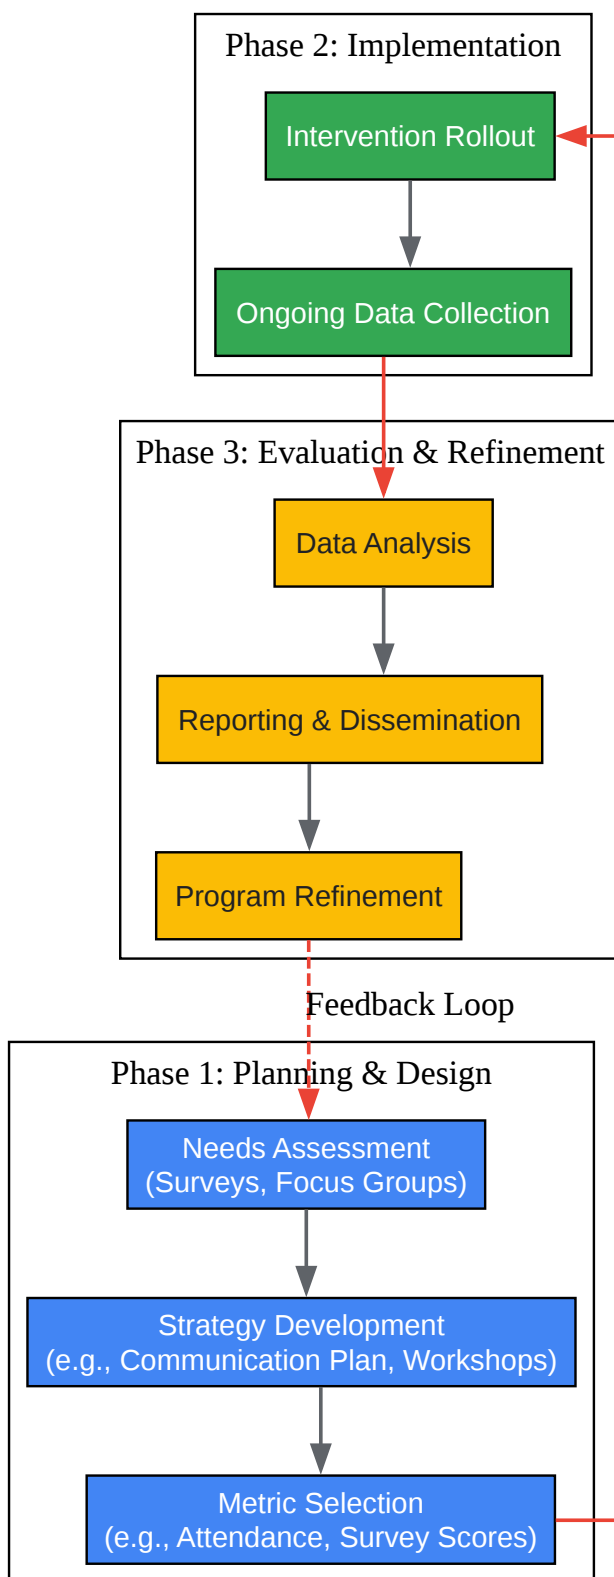 Phase 2: Implementation
Intervention Rollout
Ongoing Data Collection
Phase 3: Evaluation & Refinement
Data Analysis
Reporting & Dissemination
Program Refinement
Feedback Loop
Phase 1: Planning & Design
Needs Assessment
(Surveys, Focus Groups)
Strategy Development
(e.g., Communication Plan, Workshops)
Metric Selection
(e.g., Attendance, Survey Scores)